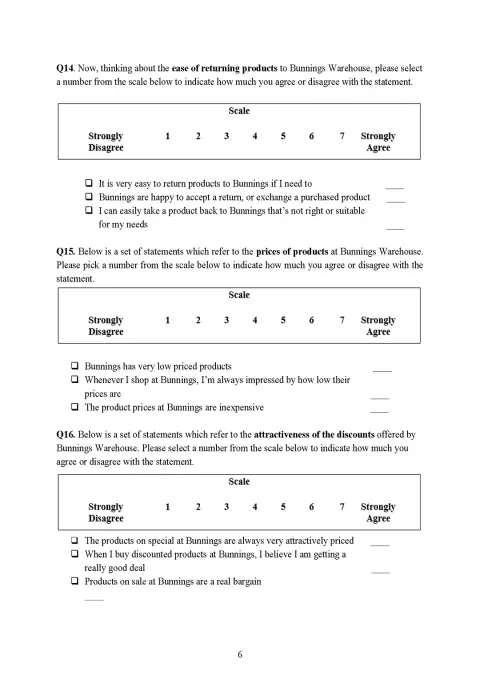 Q14. Now, thinking about the ease of returning products to Bunnings Warehouse, please select
a number from the scale below to indicate how much you agree or disagree with the statement.
Scale
Strongly 1 2 3 4 5 6 7 Strongly
Disagree Agree
❑ It is very easy to return products to Bunnings if I need to ____
❑ Bunnings are happy to accept a return, or exchange a purchased product ____
❑ I can easily take a product back to Bunnings that’s not right or suitable
for my needs ____
Q15. Below is a set of statements which refer to the prices of products at Bunnings Warehouse.
Please pick a number from the scale below to indicate how much you agree or disagree with the
statement.
Scale
Strongly 1 2 3 4 5 6 7 Strongly
Disagree Agree
❑ Bunnings has very low priced products ____
❑ Whenever I shop at Bunnings, I’m always impressed by how low their
prices are ____
❑ The product prices at Bunnings are inexpensive ____
Q16. Below is a set of statements which refer to the attractiveness of the discounts offered by
Bunnings Warehouse. Please select a number from the scale below to indicate how much you
agree or disagree with the statement.
Scale
Strongly 1 2 3 4 5 6 7 Strongly
Disagree Agree
❑ The products on special at Bunnings are always very attractively priced ____
❑ When I buy discounted products at Bunnings, I believe I am getting a
really good deal ____
❑ Products on sale at Bunnings are a real bargain
____
6